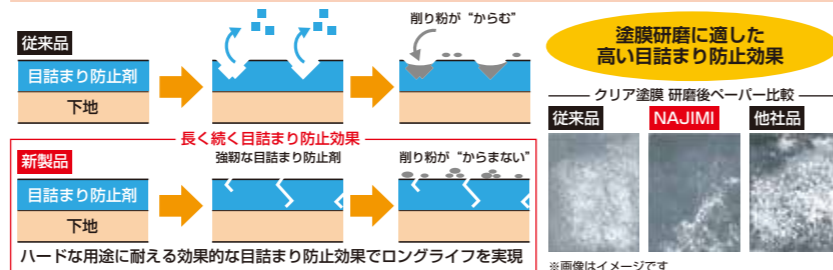 従来品
目詰まり防止剤
下地
削り粉が“からむ”
長く続く目詰まり防止効果
新製品
目詰まり防止剤
下地
強靭な目詰まり防止剤
削り粉が“からまない”
ハードな用途に耐える効果的な目詰まり防止効果でロングライフを実現
塗膜研磨に適した
高い目詰まり防止効果
クリア塗膜 研磨後ペーパー比較
従来品
NAJIMI
他社品
※画像はイメージです